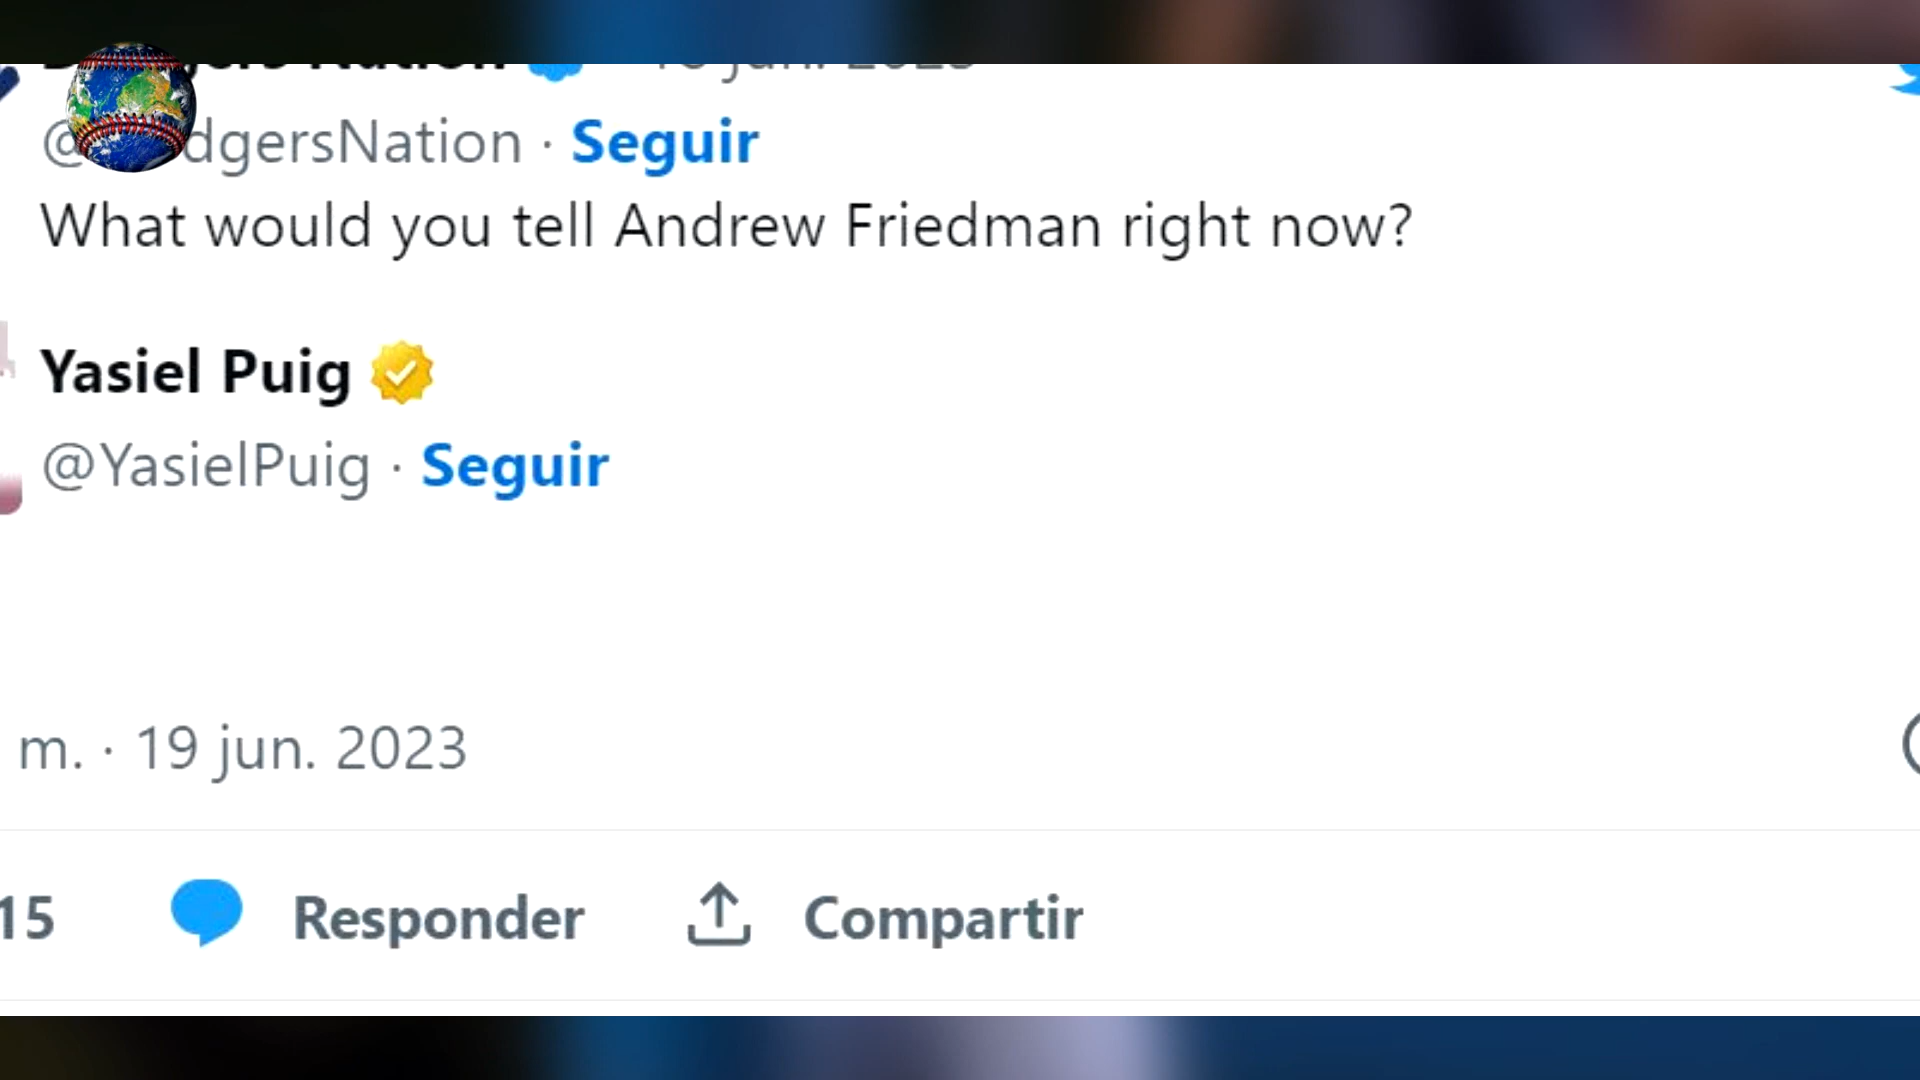 Nation
@ dgersNation · Seguir
What would you tell Andrew Friedman right now?
Yasiel Puig
@YasielPuig · Seguir
m. · 19 jun. 2023
15 Responder Compartir